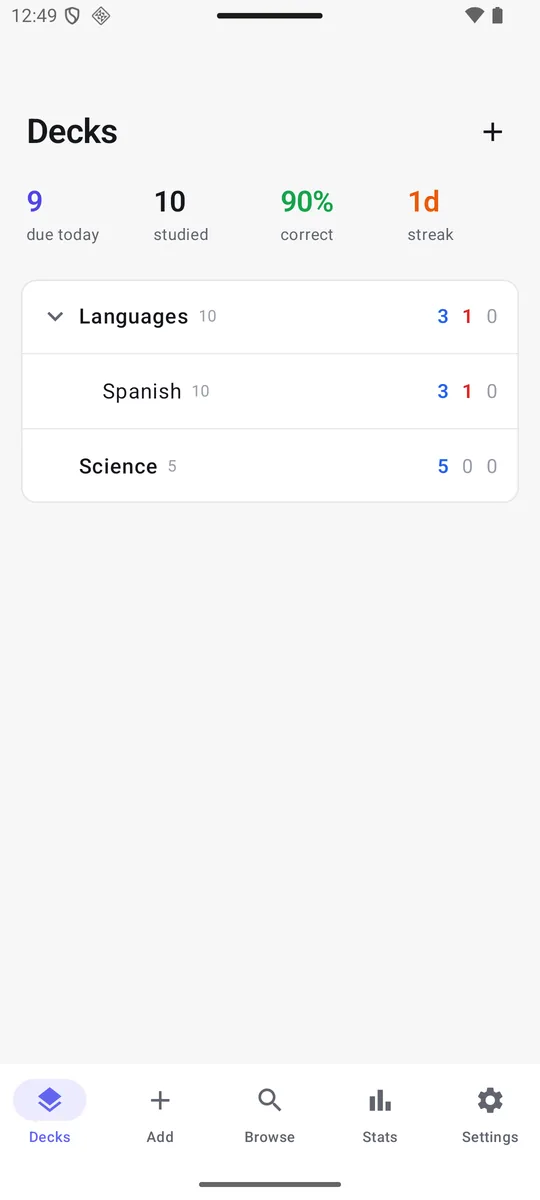 12:49
Decks
9 10 90% 1d
due today studied correct streak
Languages 10 3 1 0
Spanish 10 3 1 0
Science 5 5 0 0
Decks Add Browse Stats Settings